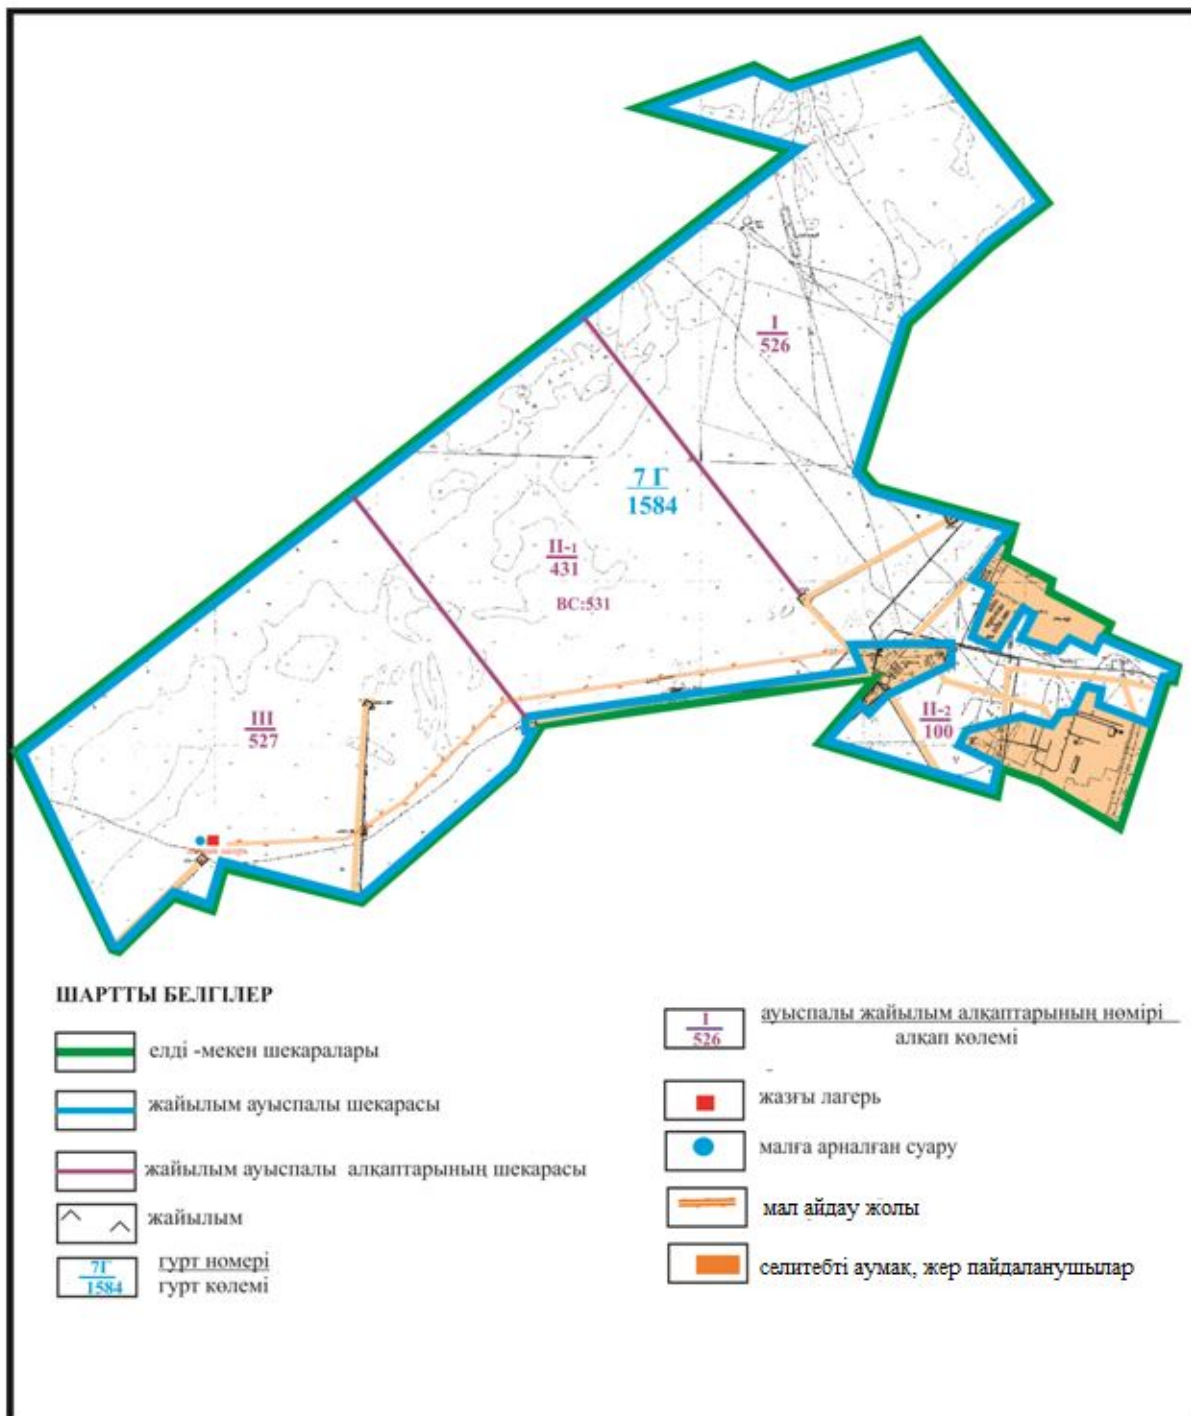 I
526
7 Г
1584
II-1
431
ВС:531
III
527
II-2
100
ШАРТТЫ БЕЛГІЛЕР
елді -мекен шекаралары
жайылым ауыспалы шекарасы
жайылым ауыспалы алқаптарының шекарасы
жайылым
7Г
1584
гурт номері
гурт көлемі
I
526
ауыспалы жайылым алқаптарының нөмірі
алқап көлемі
жазғы лагерь
малға арналған суару
мал айдау жолы
селитебті аумақ, жер пайдаланушылар